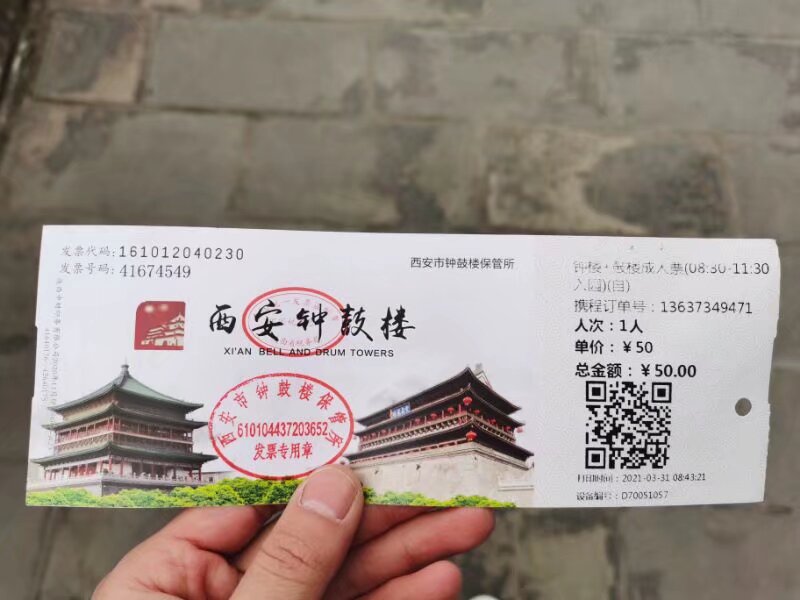 发票代码:161012040230
发票号码:41674549
西安市钟鼓楼保管所
西安钟鼓楼
XI'AN BELL AND DRUM TOWERS
西安市钟鼓楼保管所
610104437203652
发票专用章
钟楼+鼓楼成人票(08:30-11:30
入园)(自)
携程订单号：13637349471
人次：1人
单价：￥50
总金额：￥50.00
打印时间：2021-03-31 08:43:21
设备编号：D70051057